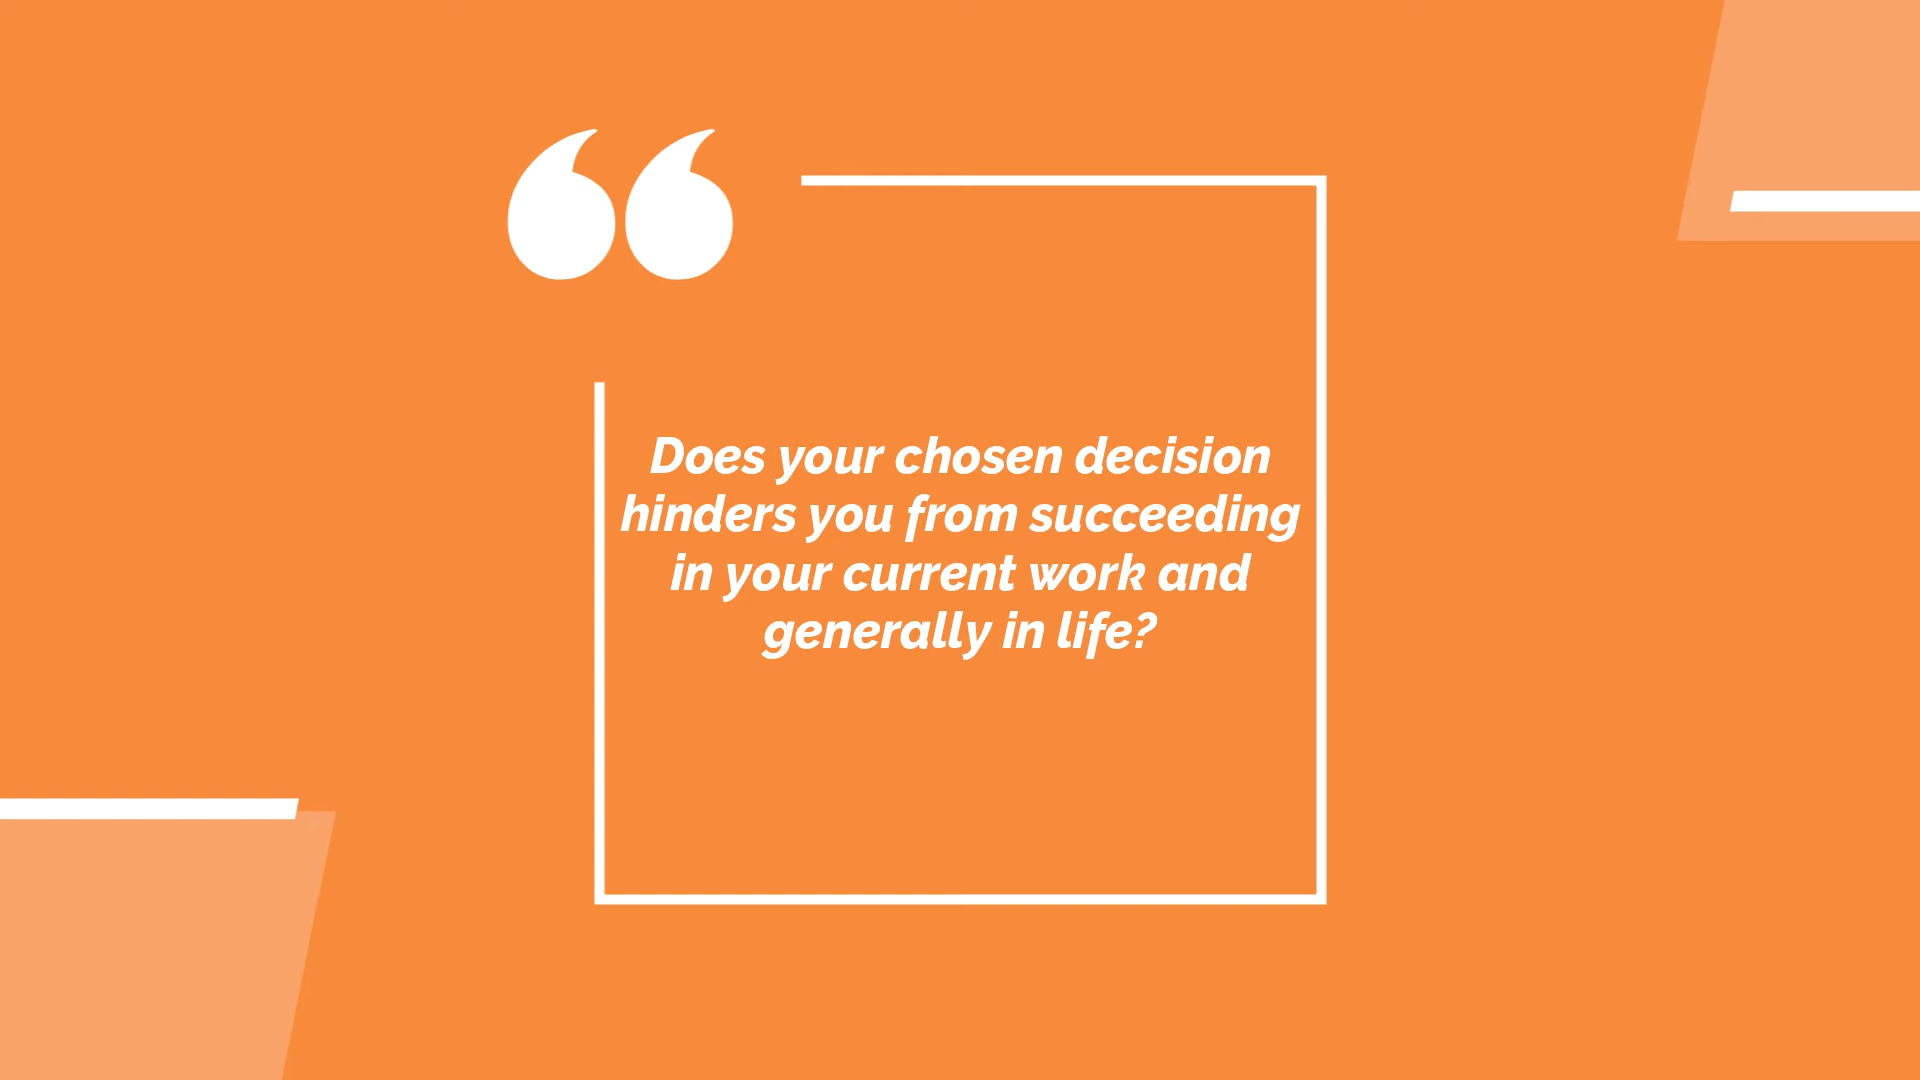 Does your chosen decision
hinders you from succeeding
in your current work and
generally in life?